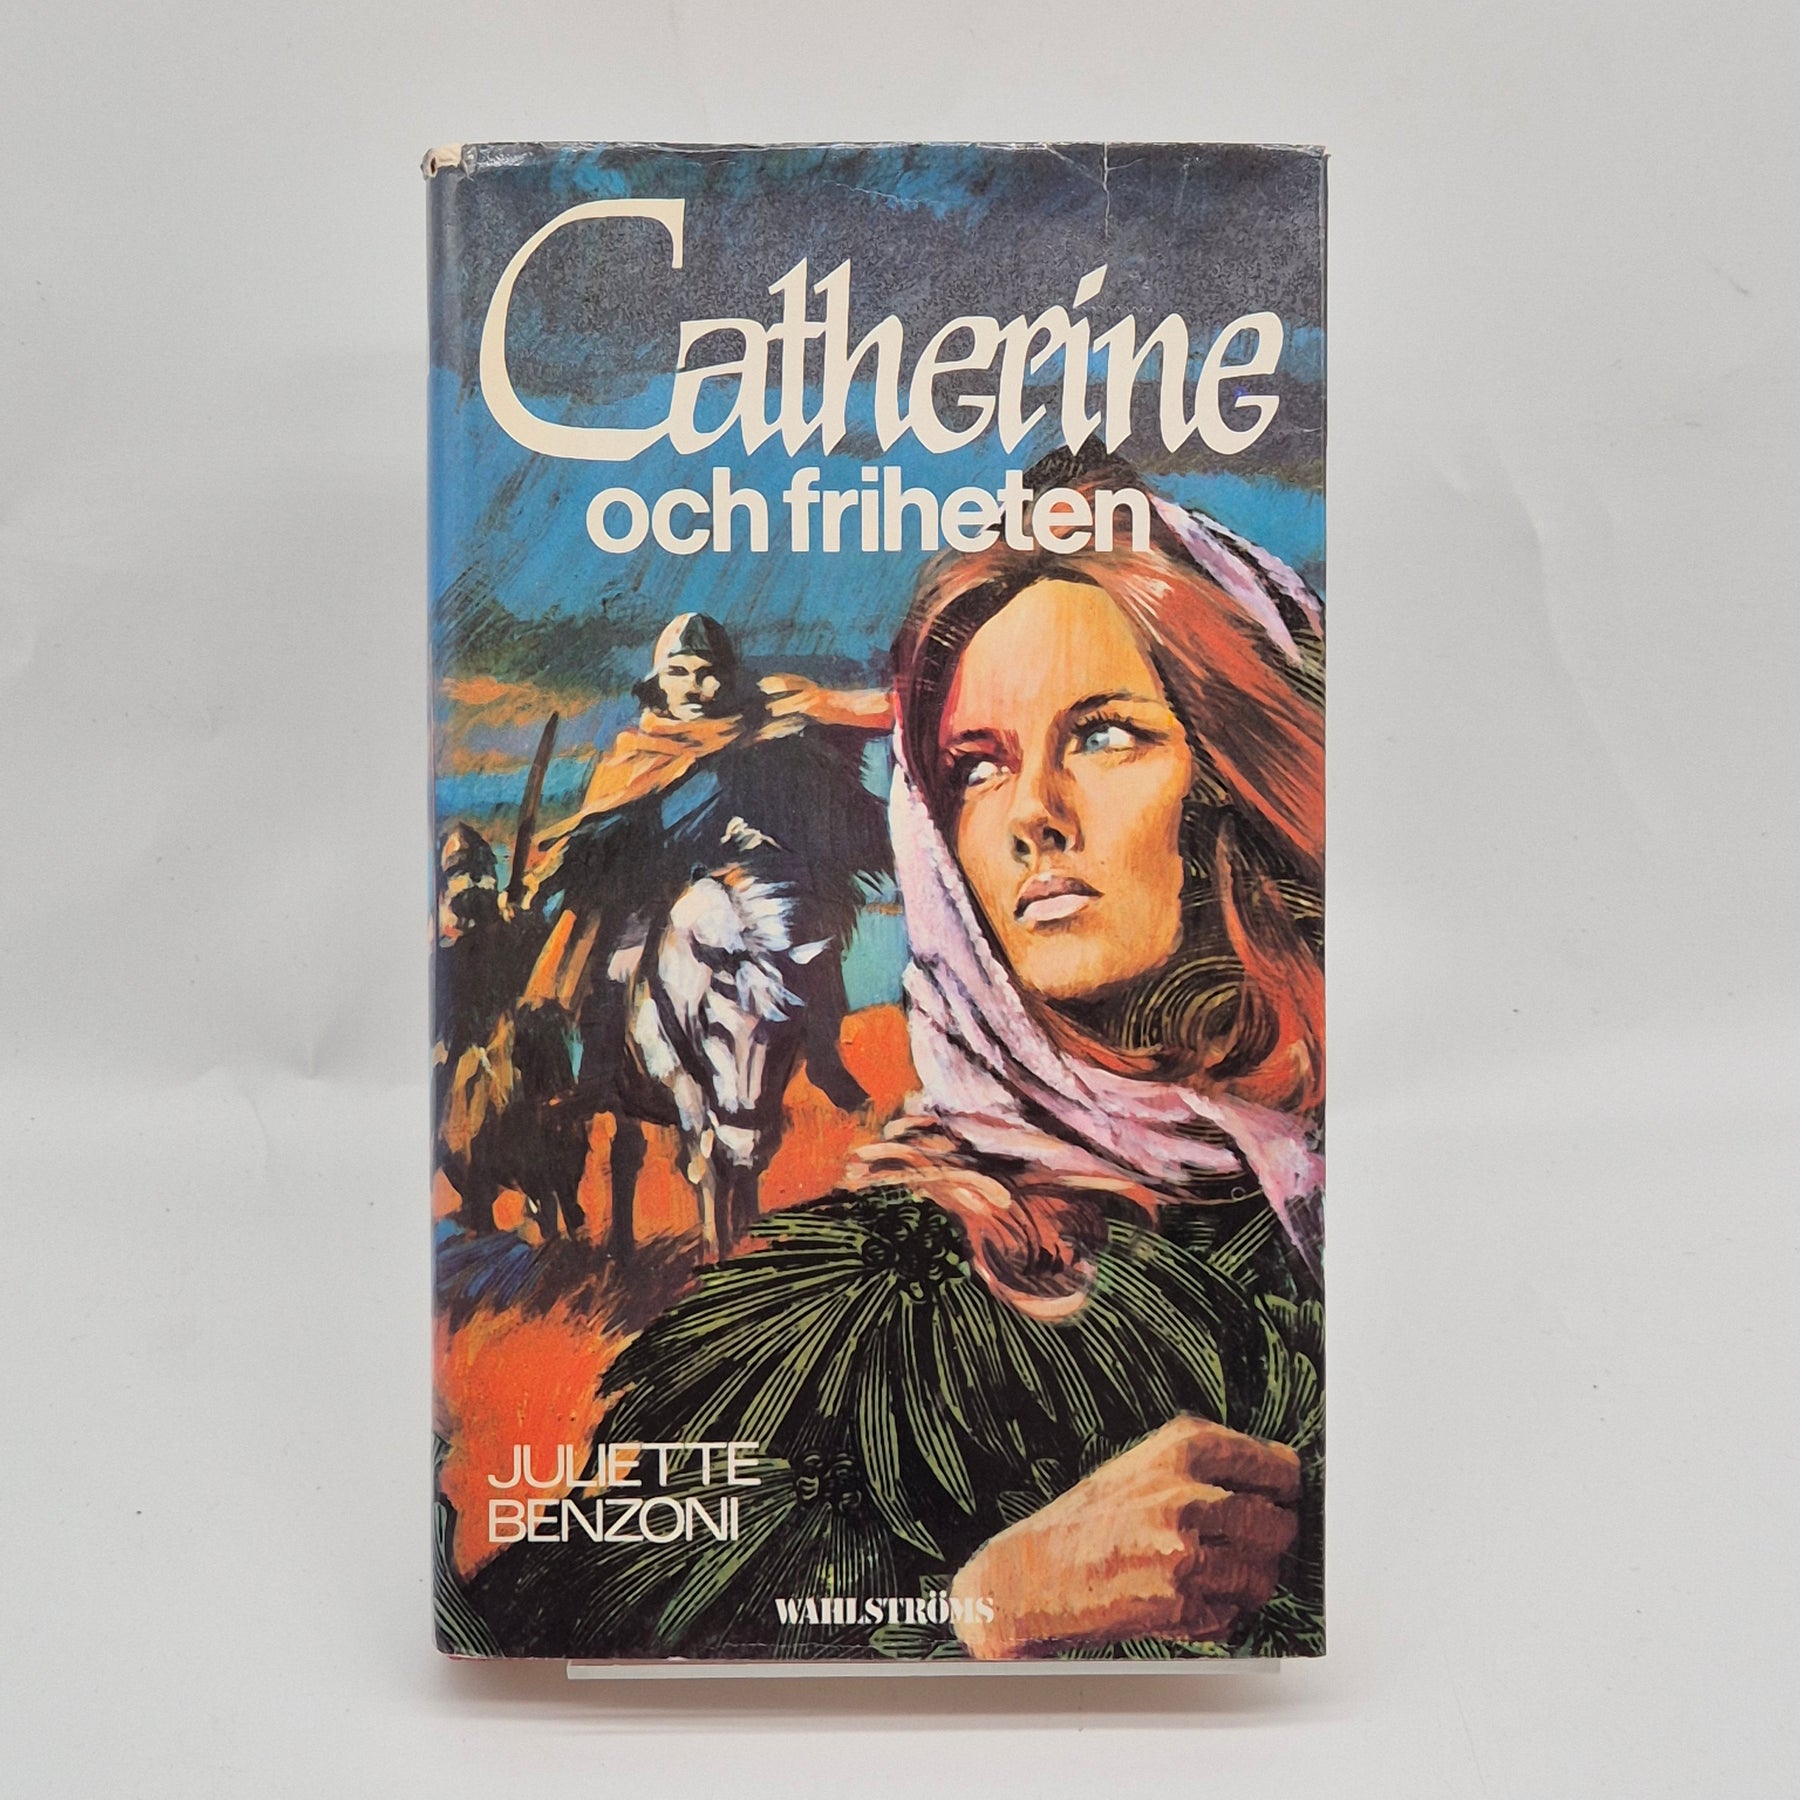 Catherine
och friheten
JULIETTE
BENZONI
WAHLSTRÖMS